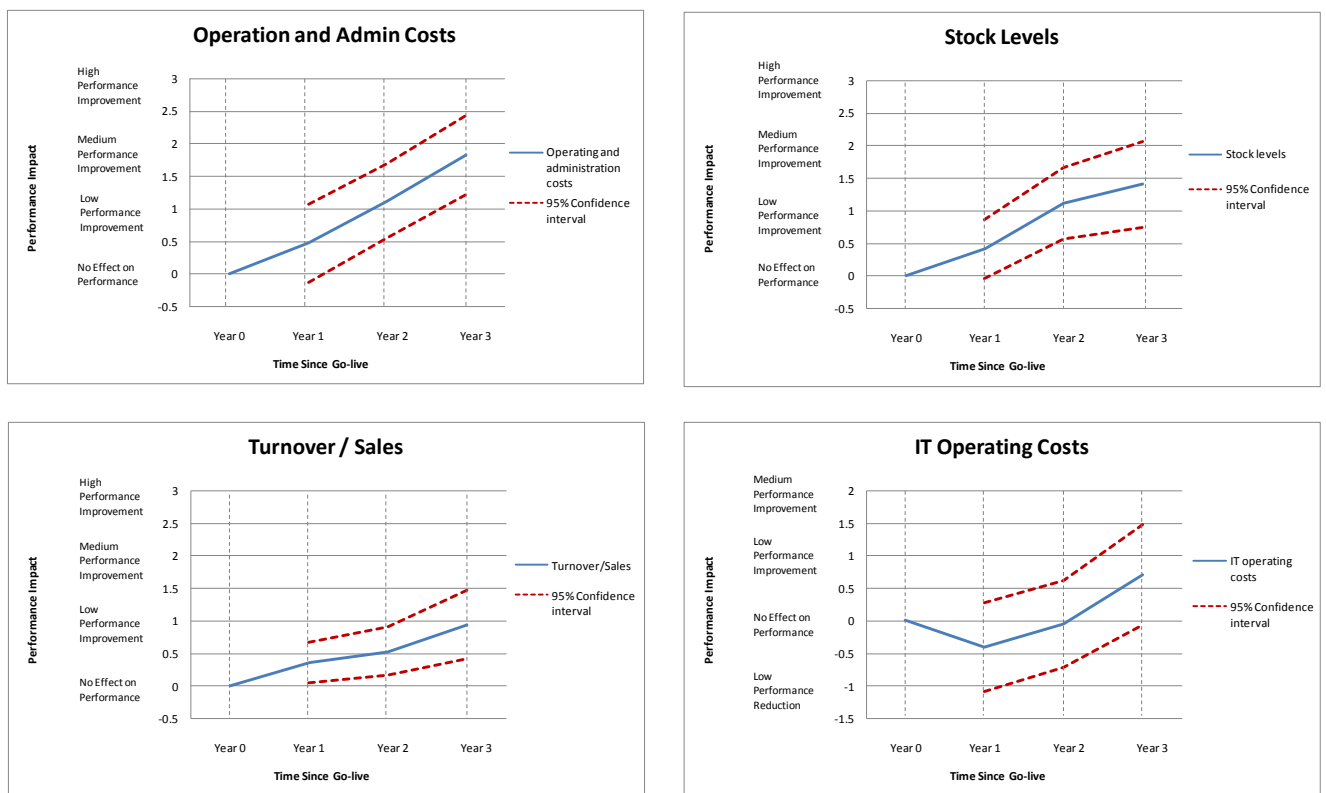 Operation and Admin Costs
High
Performance
Improvement
Medium
Performance
Improvement
Low
Performance
Improvement
No Effect on
Performance
Performance Impact
3
2.5
2
1.5
1
0.5
0
-0.5
Year 0 Year 1 Year 2 Year 3
Time Since Go-live
Operating and
administration
costs
95% Confidence
interval
Stock Levels
High
Performance
Improvement
Medium
Performance
Improvement
Low
Performance
Improvement
No Effect on
Performance
Performance Impact
3
2.5
2
1.5
1
0.5
0
-0.5
Year 0 Year 1 Year 2 Year 3
Time Since Go-live
Stock levels
95% Confidence
interval
Turnover / Sales
High
Performance
Improvement
Medium
Performance
Improvement
Low
Performance
Improvement
No Effect on
Performance
Performance Impact
3
2.5
2
1.5
1
0.5
0
-0.5
Year 0 Year 1 Year 2 Year 3
Time Since Go-live
Turnover/Sales
95% Confidence
interval
IT Operating Costs
Medium
Performance
Improvement
Low
Performance
Improvement
No Effect on
Performance
Low
Performance
Reduction
Performance Impact
2
1.5
1
0.5
0
-0.5
-1
-1.5
Year 0 Year 1 Year 2 Year 3
Time Since Go-live
IT operating
costs
95% Confidence
interval